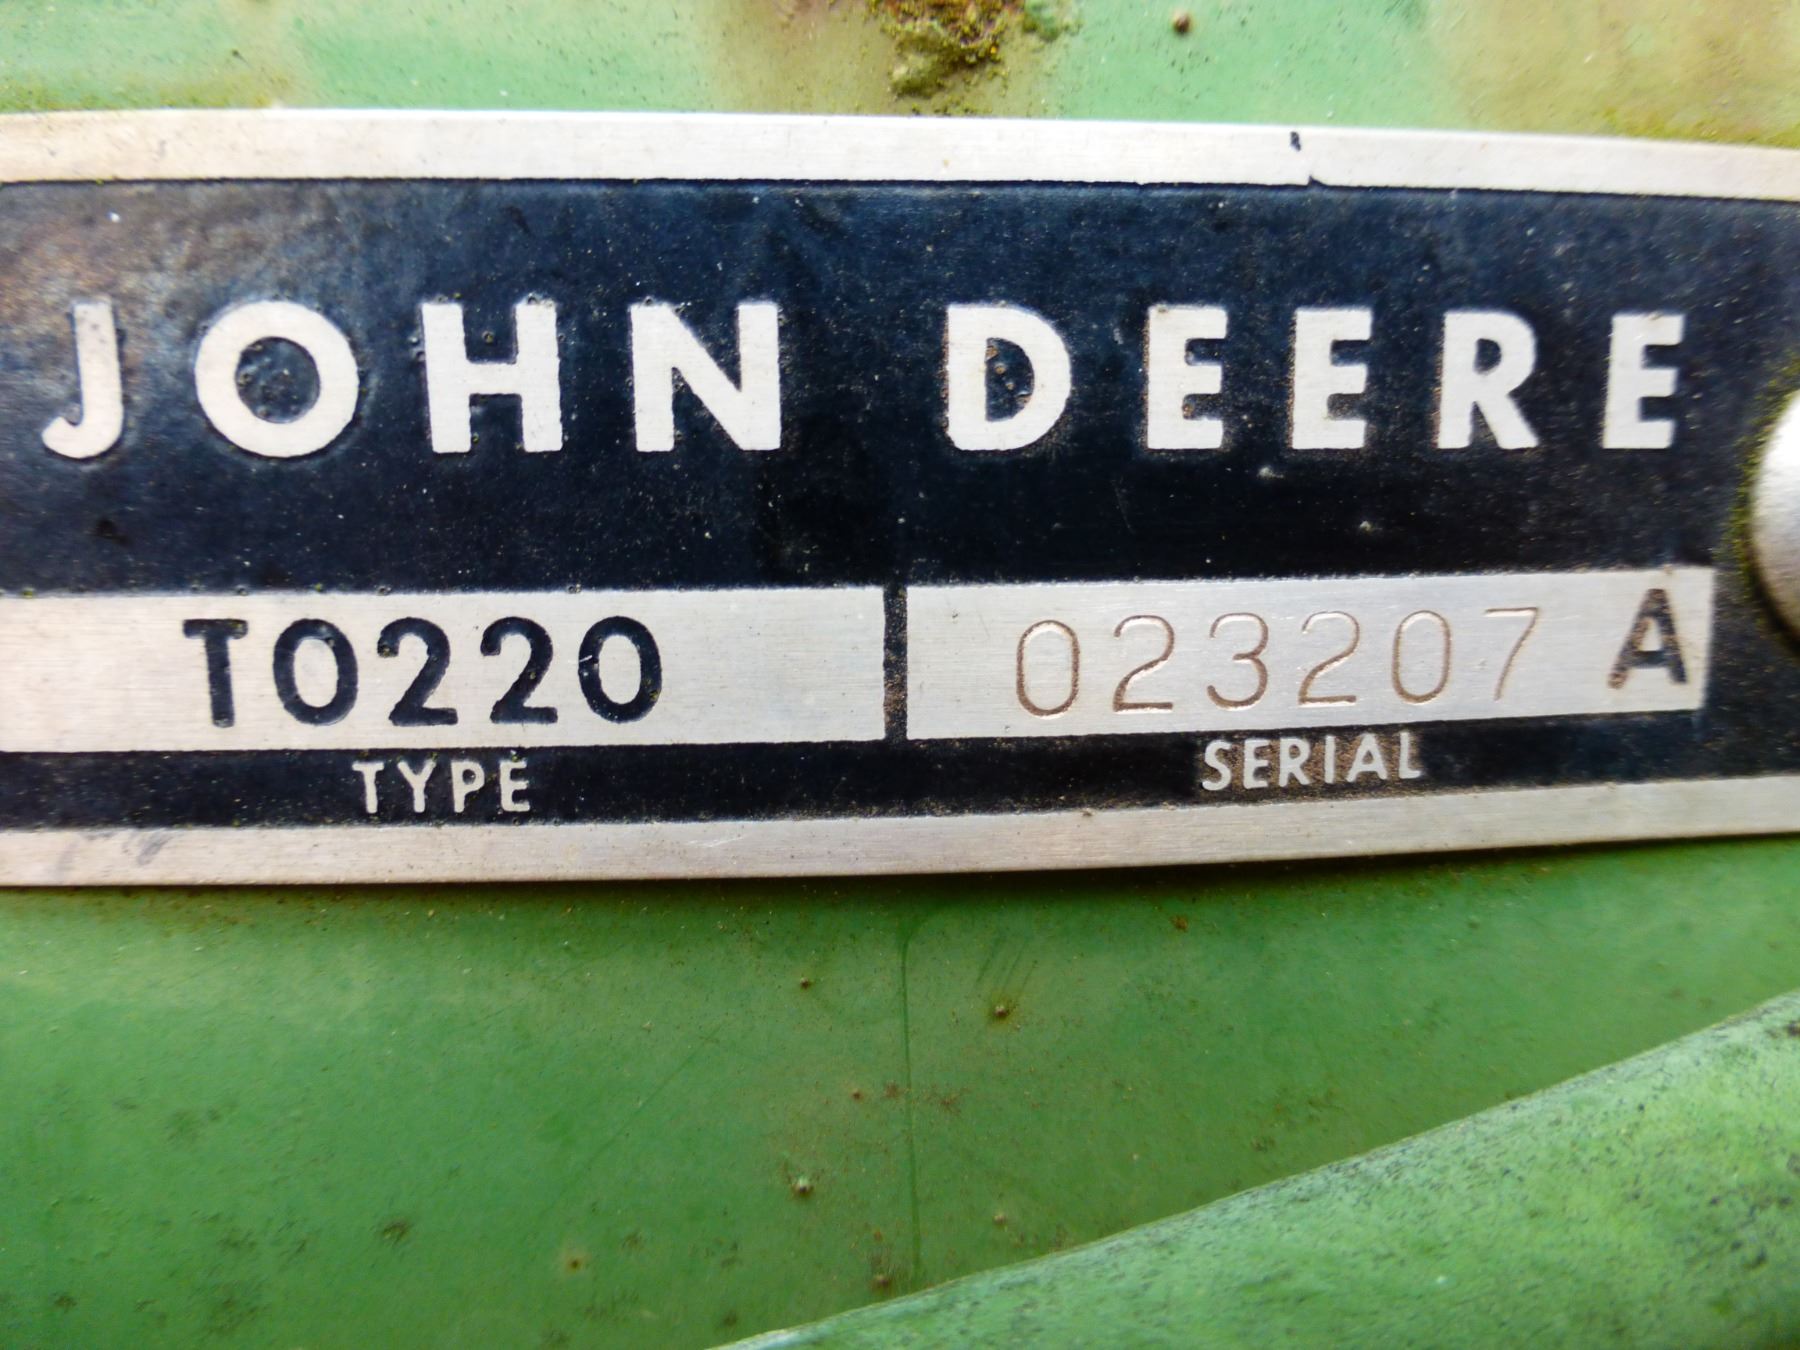 JOHN DEERE
T0220 023207 A
TYPE SERIAL